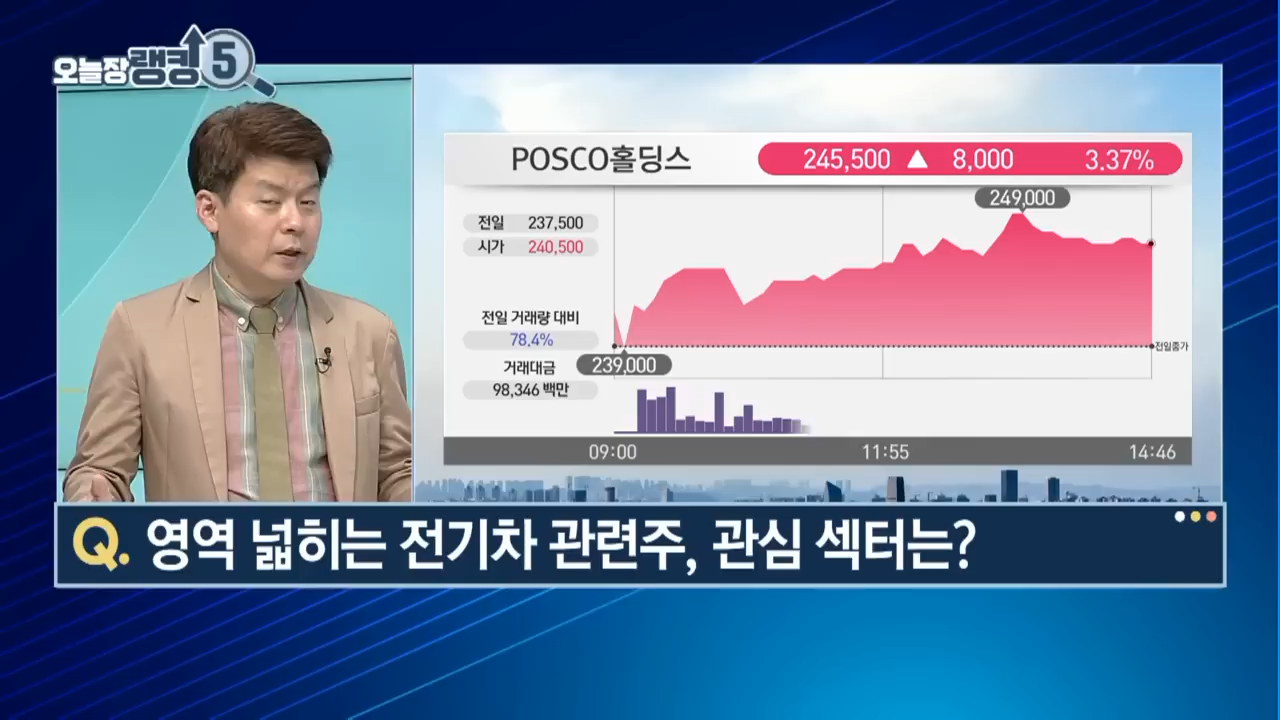 오늘장 랭킹 5
POSCO홀딩스 245,500 ▲ 8,000 3.37%
249,000
전일 237,500
시가 240,500
전일 거래량 대비
78.4%
전일종가
거래대금
239,000
98,346 백만
09:00 11:55 14:46
Q. 영역 넓히는 전기차 관련주, 관심 섹터는?